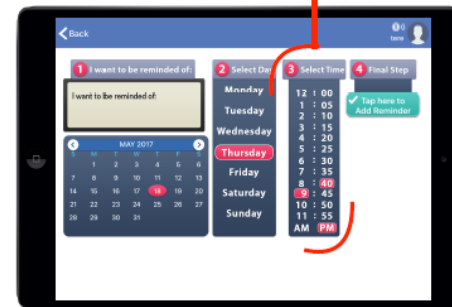 Back
0
1 I want to be reminded of:
I want to be reminded of:
MAY 2017
S M T W T F S
1 2 3 4 5 6
7 8 9 10 11 12 13
14 15 16 17 18 19 20
21 22 23 24 25 26 27
28 29 30 31
2 Select Day
Monday
Tuesday
Wednesday
Thursday
Friday
Saturday
Sunday
3 Select Time
12 : 00
1 : 05
2 : 10
3 : 15
4 : 20
5 : 25
6 : 30
7 : 35
8 : 40
9 : 45
10 : 50
11 : 55
AM PM
4 Final Step
Tap here to
Add Reminder